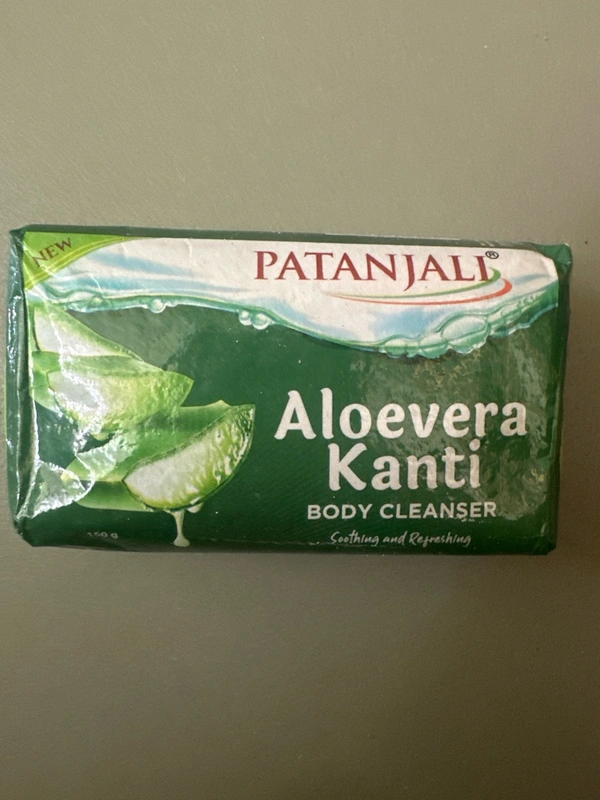 NEW
PATANJALI®
Aloevera
Kanti
BODY CLEANSER
Soothing and Refreshing
150 g